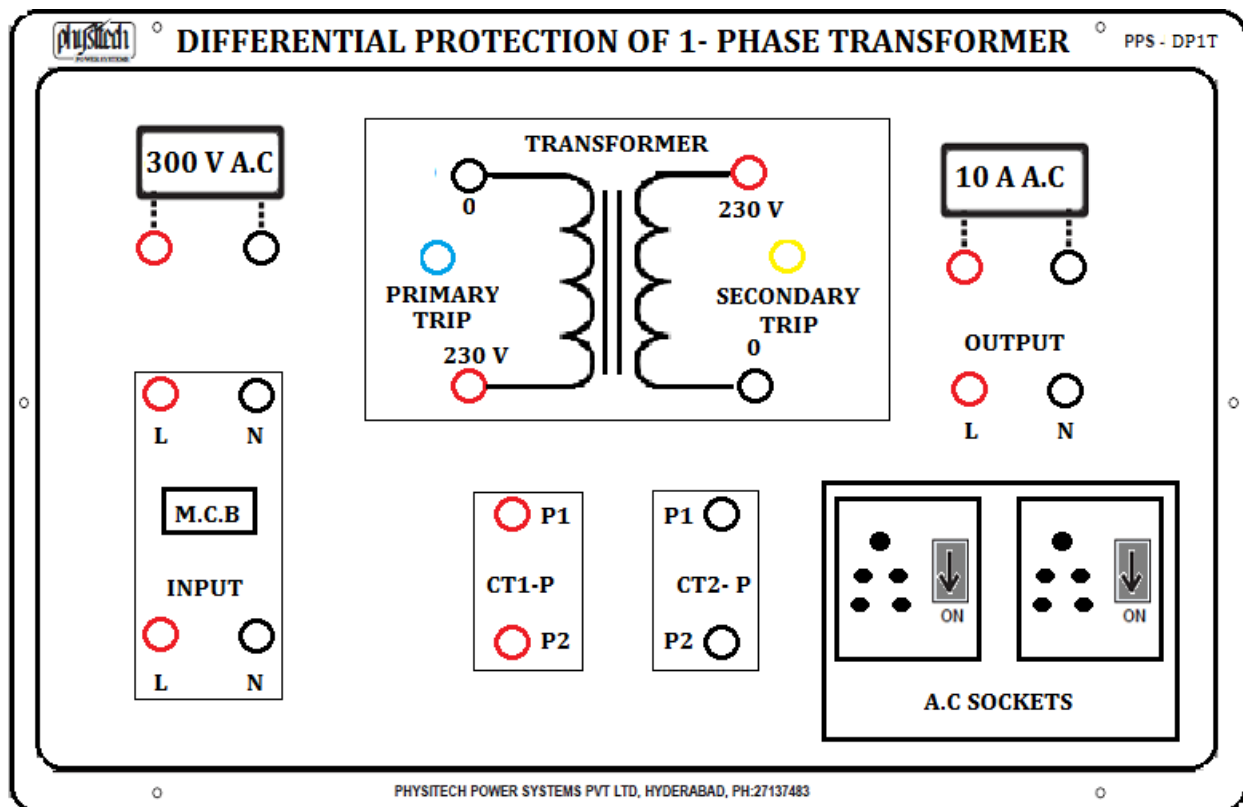 physitech
POWER SYSTEMS
DIFFERENTIAL PROTECTION OF 1- PHASE TRANSFORMER
PPS - DP1T
300 V A.C
TRANSFORMER
0
230 V
PRIMARY
TRIP
SECONDARY
TRIP
230 V
0
10 A A.C
OUTPUT
L N
L N
M.C.B
INPUT
L N
P1
CT1-P
P2
P1
CT2- P
P2
ON
ON
A.C SOCKETS
PHYSITECH POWER SYSTEMS PVT LTD, HYDERABAD, PH:27137483